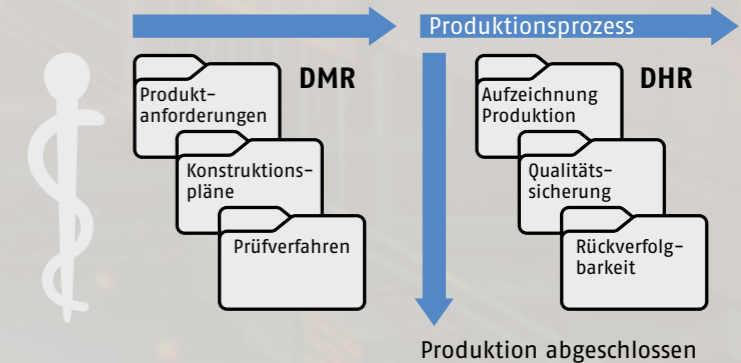 Produktionsprozess
DMR
Produkt-
anforderungen
Konstruktions-
pläne
Prüfverfahren
DHR
Aufzeichnung
Produktion
Qualitäts-
sicherung
Rückverfolg-
barkeit
Produktion abgeschlossen